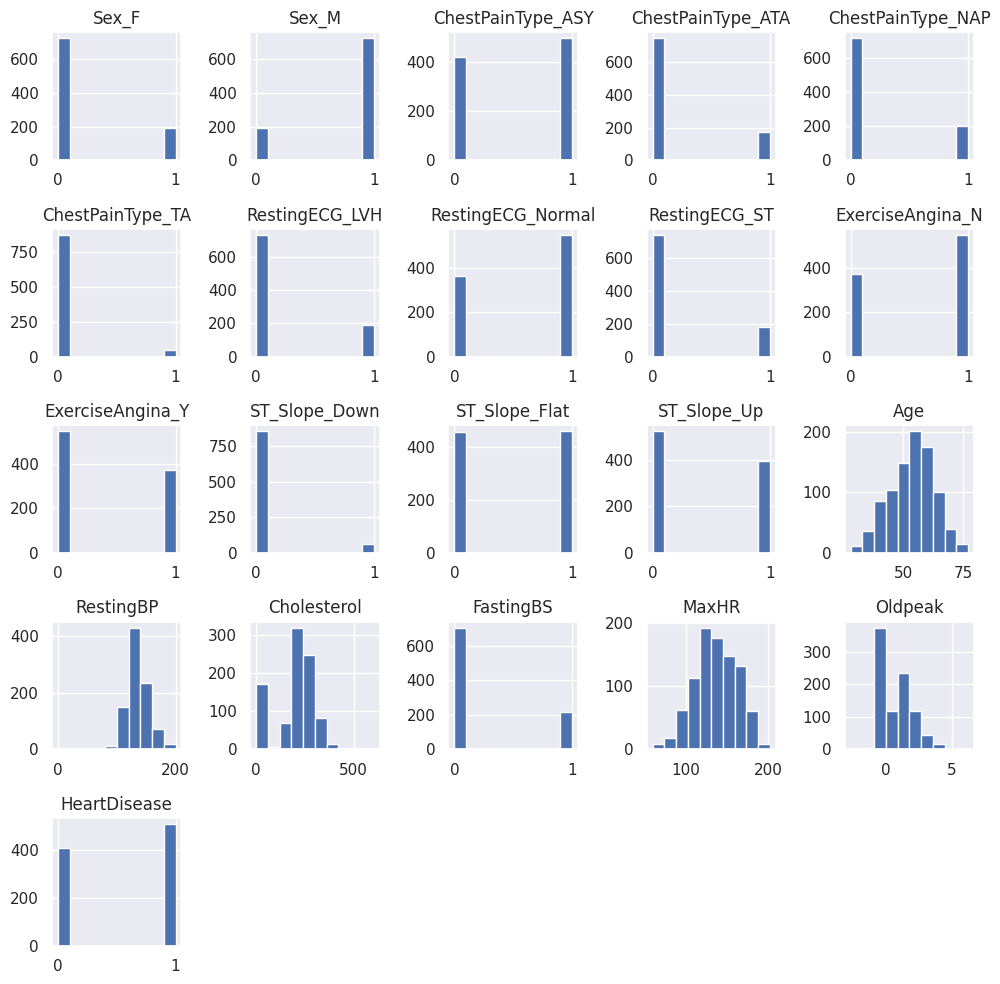 Sex_F Sex_M ChestPainType_ASY ChestPainType_ATA ChestPainType_NAP
600 600 400 600 600
400 400 200 400 400
200 200 0 200 200
0 0 0 0
0 1 0 1 0 1 0 1 0 1
ChestPainType_TA RestingECG_LVH RestingECG_Normal RestingECG_ST ExerciseAngina_N
750 600 400 600 400
500 400 200 400 200
250 200 0 200 0
0 0 0
0 1 0 1 0 1 0 1 0 1
ExerciseAngina_Y ST_Slope_Down ST_Slope_Flat ST_Slope_Up Age
400 750 400 400 200
200 500 200 200 100
0 250 0 0 0
0
0 1 0 1 0 1 0 1 50 75
RestingBP Cholesterol FastingBS MaxHR Oldpeak
400 300 600 200 300
200 200 400 100 200
0 100 200 0 100
0 0 0
0 200 0 500 0 1 100 200 0 5
HeartDisease
400
200
0
0 1